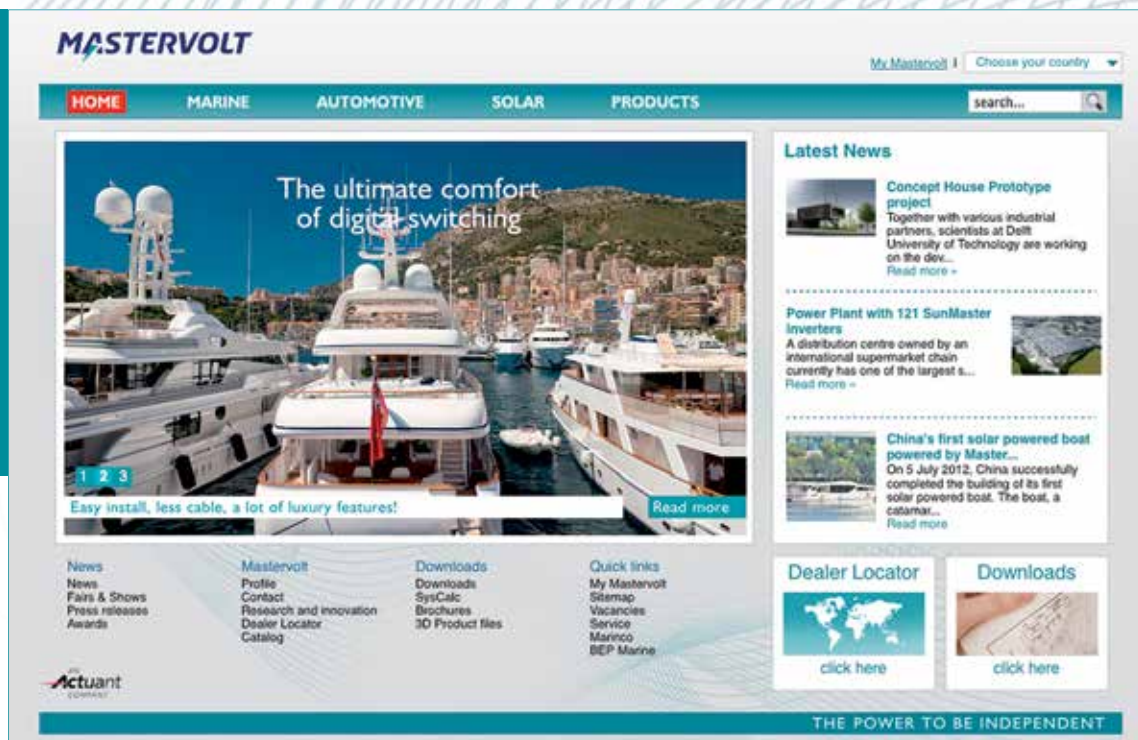 MASTERVOLT
My Mastervolt | Choose your country
HOME MARINE AUTOMOTIVE SOLAR PRODUCTS
search...
The ultimate comfort
of digital switching
1 2 3
Easy install, less cable, a lot of luxury features!
Read more
Latest News
Concept House Prototype
project
Together with various industrial
partners, scientists at Delft
University of Technology are working
on the dev...
Read more »
Power Plant with 121 SunMaster
inverters
A distribution centre owned by an
international supermarket chain
currently has one of the largest s...
Read more »
China's first solar powered boat
powered by Master...
On 5 July 2012, China successfully
completed the building of its first
solar powered boat. The boat, a
catamar...
Read more
News
News
Fairs & Shows
Press releases
Awards
Mastervolt
Profile
Contact
Research and innovation
Dealer Locator
Catalog
Downloads
Downloads
SysCalc
Brochures
3D Product files
Quick links
My Mastervolt
Sitemap
Vacancies
Service
Marinco
BEP Marine
Dealer Locator
click here
Downloads
click here
AN
Actuant
COMPANY
THE POWER TO BE INDEPENDENT